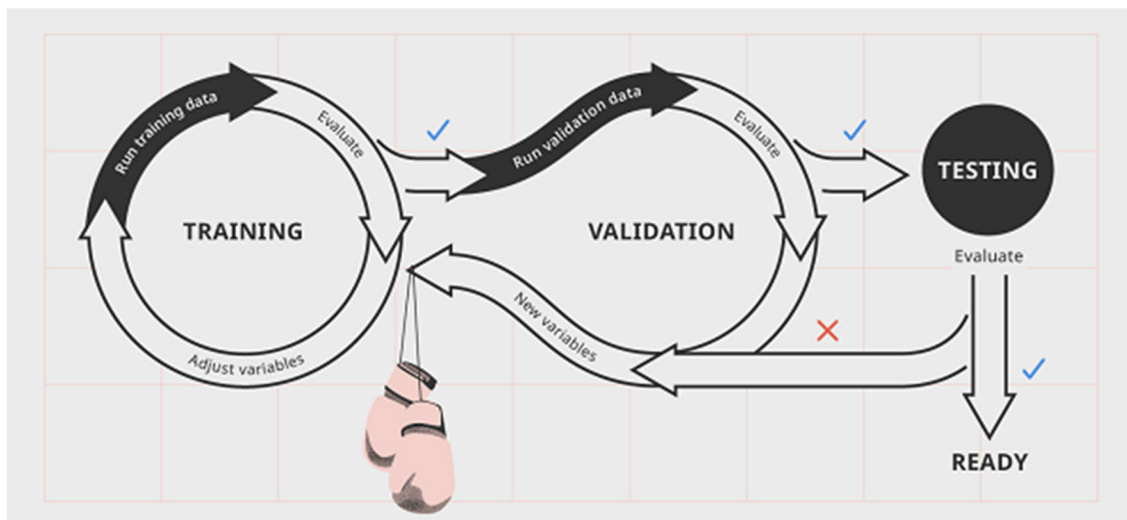 Run training data
Evaluate
TRAINING
Adjust variables
Run validation data
Evaluate
VALIDATION
New variables
TESTING
Evaluate
READY